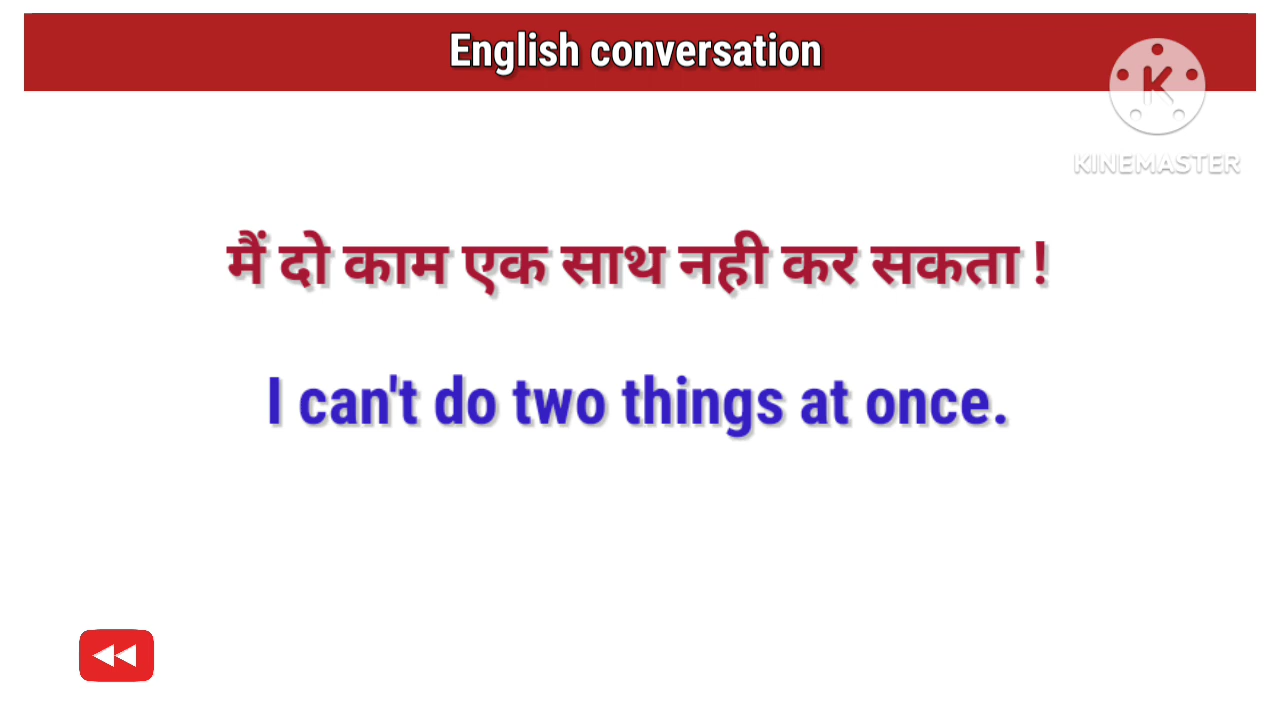 English conversation
K
KINEMASTER
मैं दो काम एक साथ नही कर सकता !
I can't do two things at once.